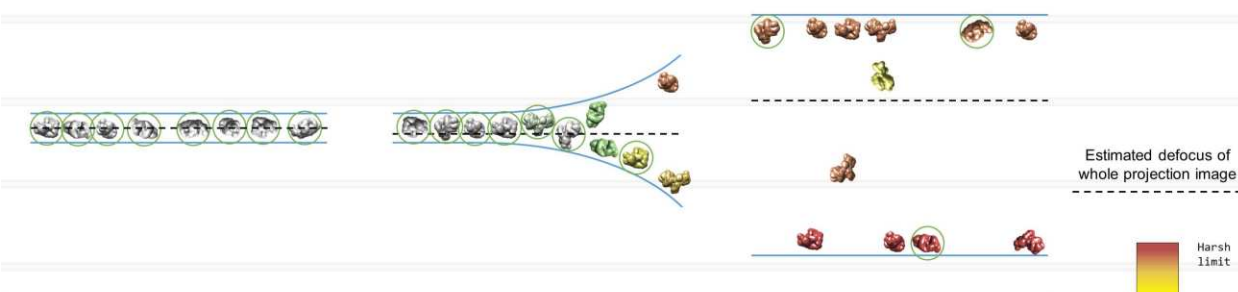 Estimated defocus of
whole projection image
Harsh
limit